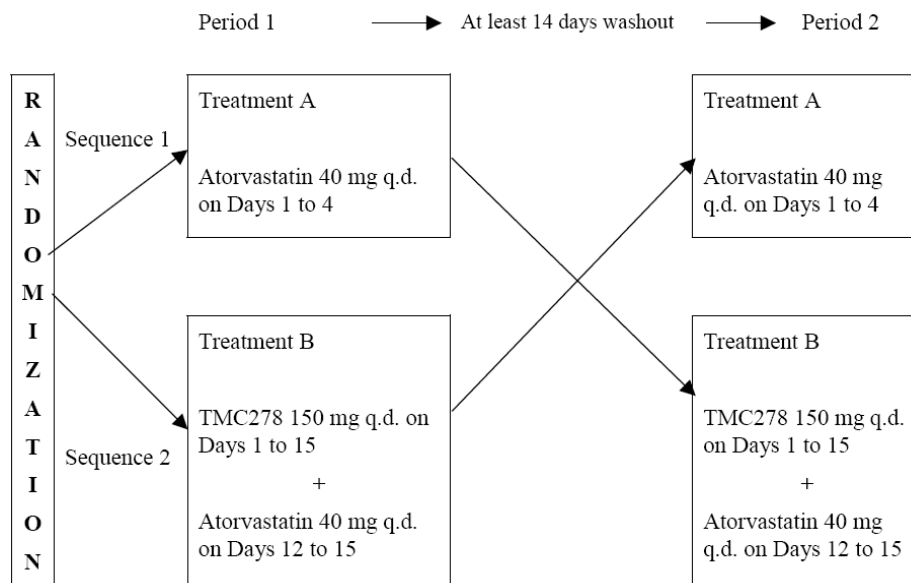 Period 1
At least 14 days washout
Period 2
R
A
N
D
O
M
I
Z
A
T
I
O
N
Sequence 1
Sequence 2
Treatment A
Atorvastatin 40 mg q.d.
on Days 1 to 4
Treatment B
TMC278 150 mg q.d. on
Days 1 to 15
+
Atorvastatin 40 mg q.d.
on Days 12 to 15
Treatment A
Atorvastatin 40 mg
q.d. on Days 1 to 4
Treatment B
TMC278 150 mg q.d.
on Days 1 to 15
+
Atorvastatin 40 mg
q.d. on Days 12 to 15